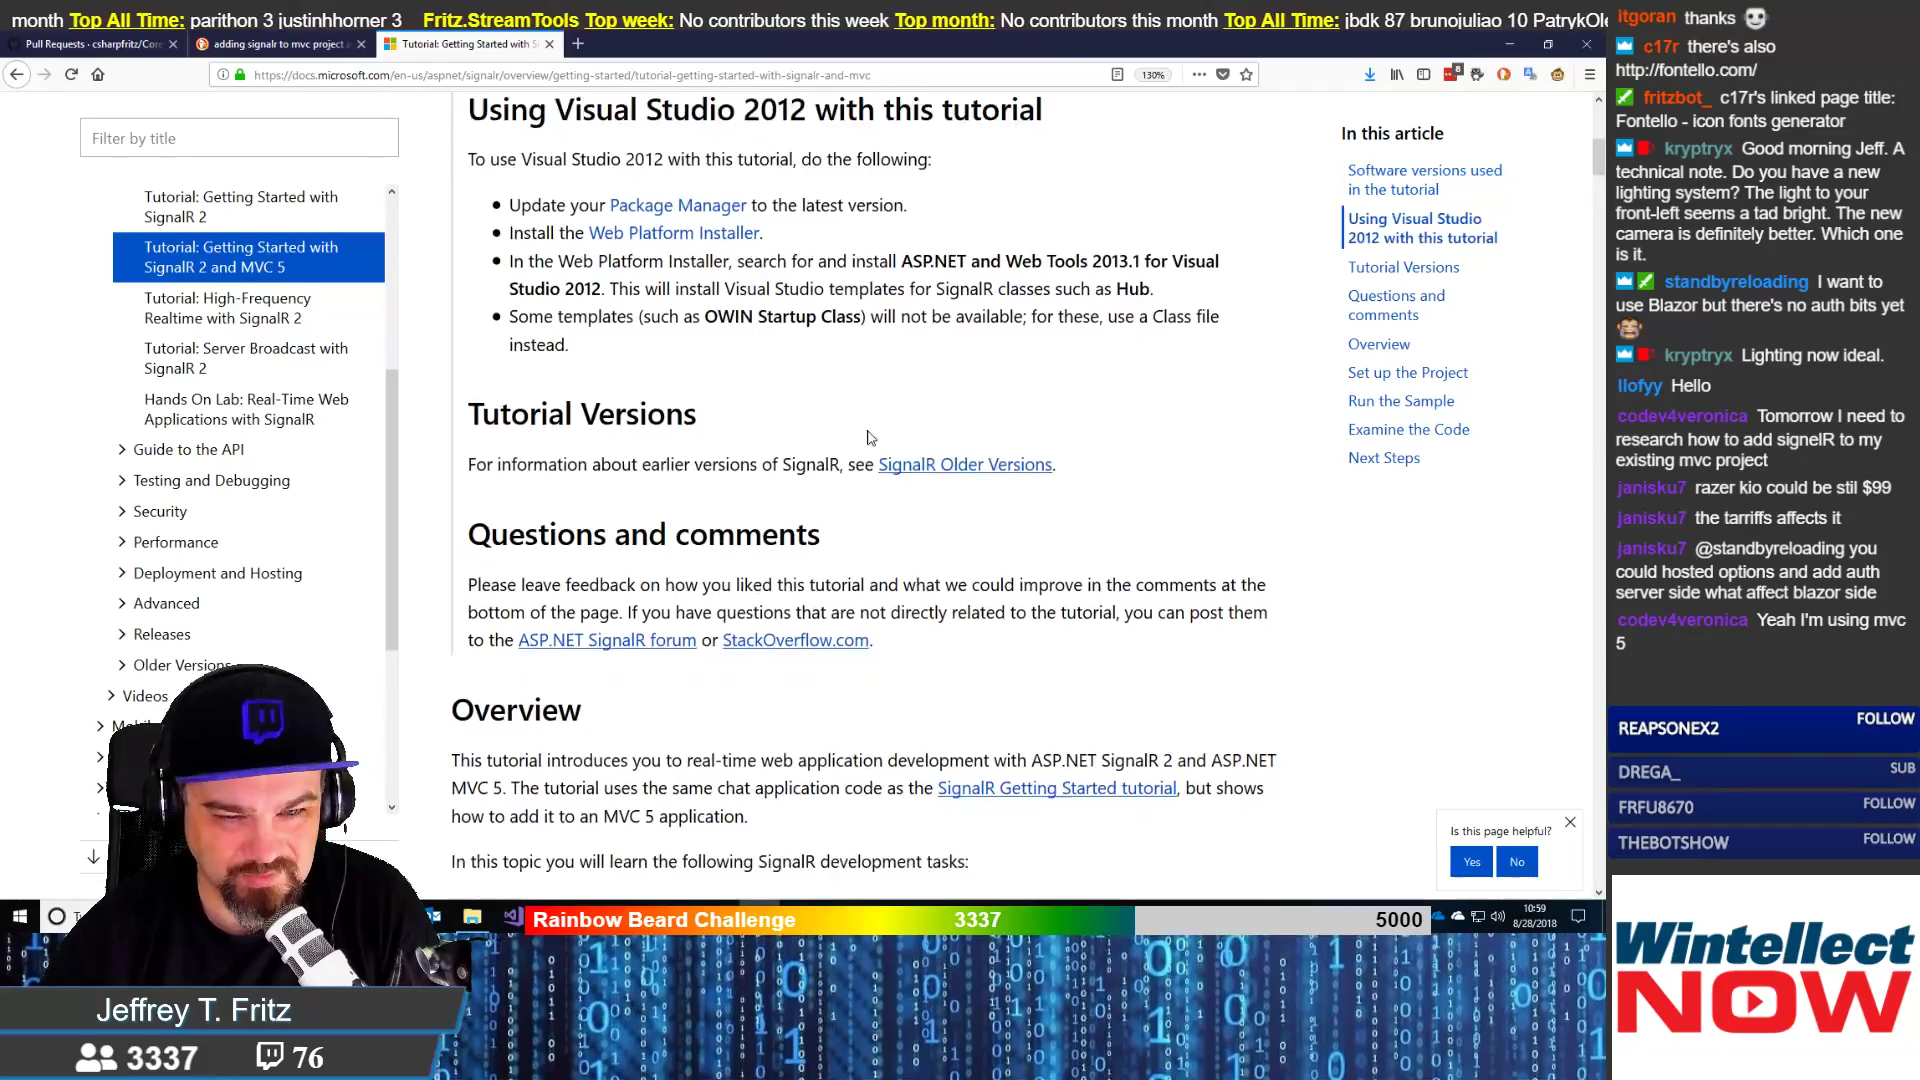 month Top All Time: parithon 3 justinhhorner 3 Fritz.StreamTools Top week: No contributors this week Top month: No contributors this month Top All Time: jbdk 87 brunojuliao 10 PatrykOle
Pull Requests · csharpfritz/Core
adding signalr to mvc project a
Tutorial: Getting Started with Si
https://docs.microsoft.com/en-us/aspnet/signalr/overview/getting-started/tutorial-getting-started-with-signalr-and-mvc
130%
8
Filter by title
Tutorial: Getting Started with
SignalR 2
Tutorial: Getting Started with
SignalR 2 and MVC 5
Tutorial: High-Frequency
Realtime with SignalR 2
Tutorial: Server Broadcast with
SignalR 2
Hands On Lab: Real-Time Web
Applications with SignalR
Guide to the API
Testing and Debugging
Security
Performance
Deployment and Hosting
Advanced
Releases
Older Versions
Videos
Using Visual Studio 2012 with this tutorial
To use Visual Studio 2012 with this tutorial, do the following:
Update your Package Manager to the latest version.
Install the Web Platform Installer.
In the Web Platform Installer, search for and install ASP.NET and Web Tools 2013.1 for Visual
Studio 2012. This will install Visual Studio templates for SignalR classes such as Hub.
Some templates (such as OWIN Startup Class) will not be available; for these, use a Class file
instead.
Tutorial Versions
For information about earlier versions of SignalR, see SignalR Older Versions.
Questions and comments
Please leave feedback on how you liked this tutorial and what we could improve in the comments at the
bottom of the page. If you have questions that are not directly related to the tutorial, you can post them
to the ASP.NET SignalR forum or StackOverflow.com.
Overview
This tutorial introduces you to real-time web application development with ASP.NET SignalR 2 and ASP.NET
MVC 5. The tutorial uses the same chat application code as the SignalR Getting Started tutorial, but shows
how to add it to an MVC 5 application.
In this topic you will learn the following SignalR development tasks:
In this article
Software versions used
in the tutorial
Using Visual Studio
2012 with this tutorial
Tutorial Versions
Questions and
comments
Overview
Set up the Project
Run the Sample
Examine the Code
Next Steps
Is this page helpful?
Yes
No
itgoran thanks
c17r there's also
http://fontello.com/
fritzbot_ c17r's linked page title:
Fontello - icon fonts generator
kryptryx Good morning Jeff. A
technical note. Do you have a new
lighting system? The light to your
front-left seems a tad bright. The new
camera is definitely better. Which one
is it.
standbyreloading I want to
use Blazor but there's no auth bits yet
kryptryx Lighting now ideal.
llofyy Hello
codev4veronica Tomorrow I need to
research how to add signelR to my
existing mvc project
janisku7 razer kio could be stil $99
janisku7 the tarriffs affects it
janisku7 @standbyreloading you
could hosted options and add auth
server side what affect blazor side
codev4veronica Yeah I'm using mvc
5
REAPSONEX2 FOLLOW
DREGA_ SUB
FRFU8670 FOLLOW
THEBOTSHOW FOLLOW
Wintellect
NOW
10:59
8/28/2018
Rainbow Beard Challenge 3337 5000
Jeffrey T. Fritz
3337 76